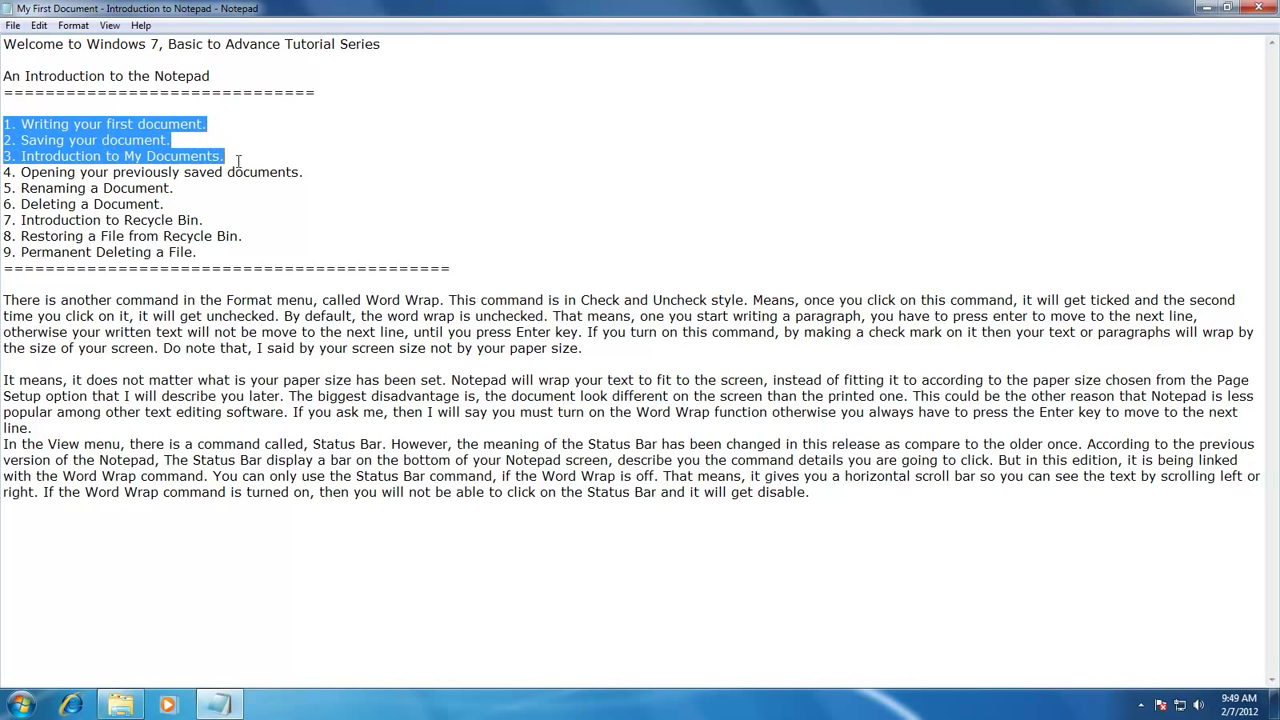 My First Document - Introduction to Notepad - Notepad
File Edit Format View Help
Welcome to Windows 7, Basic to Advance Tutorial Series
An Introduction to the Notepad
==============================
1. Writing your first document.
2. Saving your document.
3. Introduction to My Documents.
4. Opening your previously saved documents.
5. Renaming a Document.
6. Deleting a Document.
7. Introduction to Recycle Bin.
8. Restoring a File from Recycle Bin.
9. Permanent Deleting a File.
===========================================
There is another command in the Format menu, called Word Wrap. This command is in Check and Uncheck style. Means, once you click on this command, it will get ticked and the second
time you click on it, it will get unchecked. By default, the word wrap is unchecked. That means, one you start writing a paragraph, you have to press enter to move to the next line,
otherwise your written text will not be move to the next line, until you press Enter key. If you turn on this command, by making a check mark on it then your text or paragraphs will wrap by
the size of your screen. Do note that, I said by your screen size not by your paper size.
It means, it does not matter what is your paper size has been set. Notepad will wrap your text to fit to the screen, instead of fitting it to according to the paper size chosen from the Page
Setup option that I will describe you later. The biggest disadvantage is, the document look different on the screen than the printed one. This could be the other reason that Notepad is less
popular among other text editing software. If you ask me, then I will say you must turn on the Word Wrap function otherwise you always have to press the Enter key to move to the next
line.
In the View menu, there is a command called, Status Bar. However, the meaning of the Status Bar has been changed in this release as compare to the older once. According to the previous
version of the Notepad, The Status Bar display a bar on the bottom of your Notepad screen, describe you the command details you are going to click. But in this edition, it is being linked
with the Word Wrap command. You can only use the Status Bar command, if the Word Wrap is off. That means, it gives you a horizontal scroll bar so you can see the text by scrolling left or
right. If the Word Wrap command is turned on, then you will not be able to click on the Status Bar and it will get disable.
9:49 AM
2/7/2012